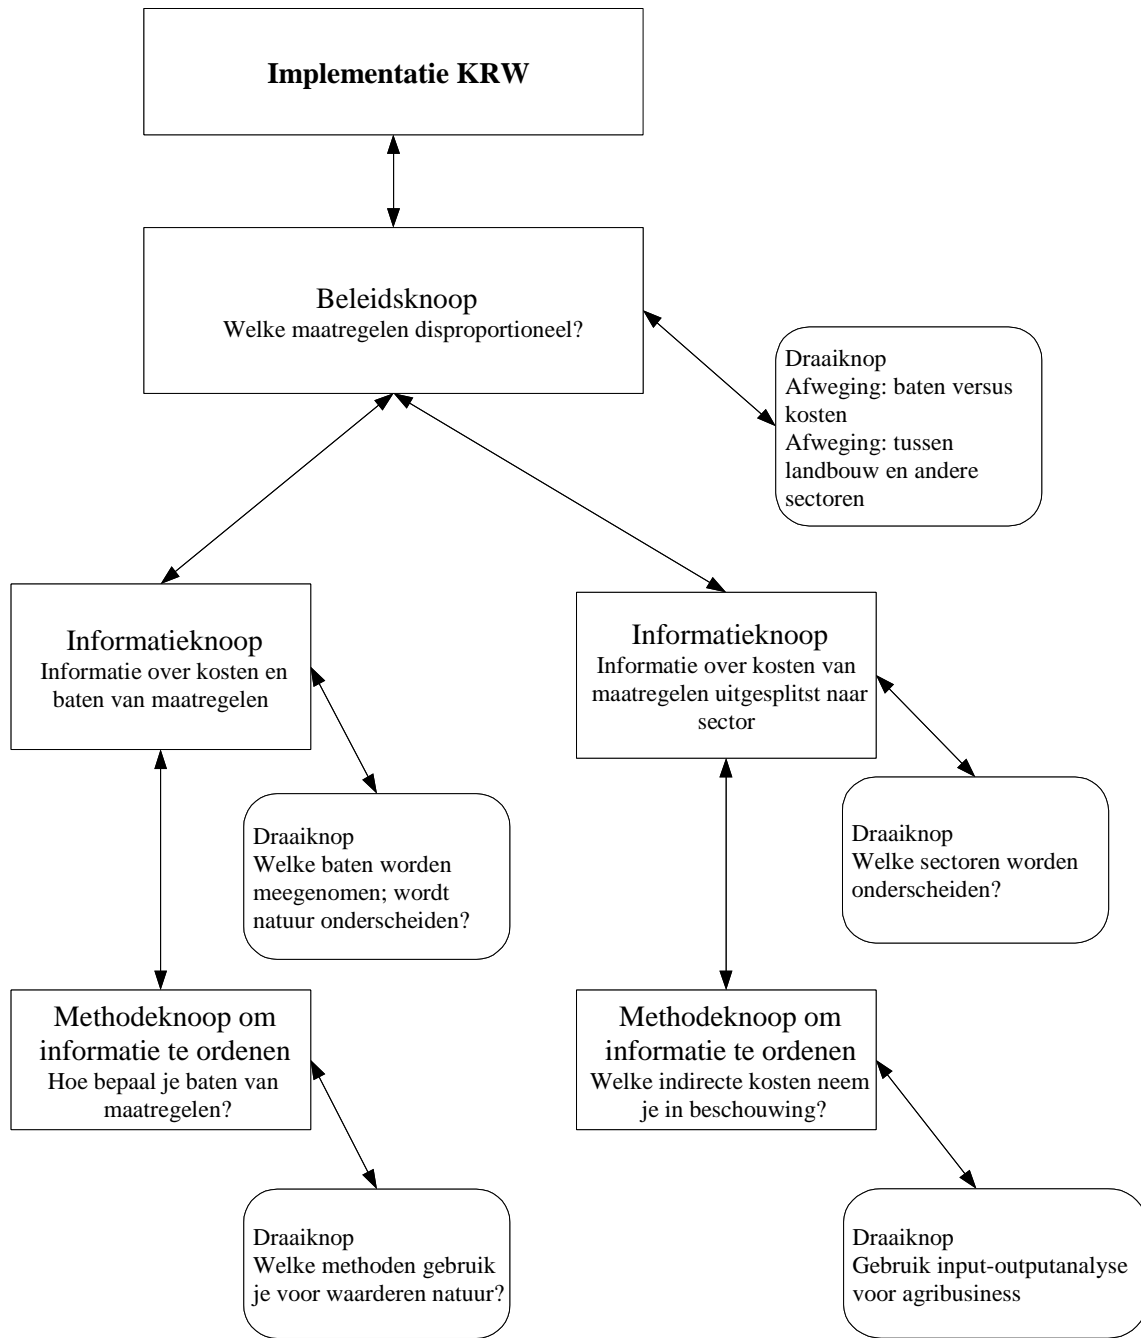 Implementatie KRW
Beleidsknoop
Welke maatregelen disproportioneel?
Draaiknop
Afweging: baten versus
kosten
Afweging: tussen
landbouw en andere
sectoren
Informatieknoop
Informatie over kosten en
baten van maatregelen
Informatieknoop
Informatie over kosten van
maatregelen uitgesplitst naar
sector
Draaiknop
Welke baten worden
meegenomen; wordt
natuur onderscheiden?
Draaiknop
Welke sectoren worden
onderscheiden?
Methodeknoop om
informatie te ordenen
Hoe bepaal je baten van
maatregelen?
Methodeknoop om
informatie te ordenen
Welke indirecte kosten neem
je in beschouwing?
Draaiknop
Welke methoden gebruik
je voor waarderen natuur?
Draaiknop
Gebruik input-outputanalyse
voor agribusiness